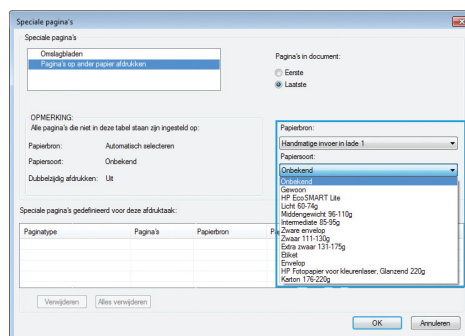 Speciale pagina's
Speciale pagina's
Omslagbladen
Pagina's op ander papier afdrukken
Pagina's in document:
Eerste
Laatste
OPMERKING:
Alle pagina's die niet in deze tabel staan zijn ingesteld op:
Papierbron: Automatisch selecteren
Papiersoort: Onbekend
Dubbelzijdig afdrukken: Uit
Papierbron:
Handmatige invoer in lade 1
Papiersoort:
Onbekend
Onbekend
Gewoon
HP EcoSMART Lite
Licht 60-74g
Middengewicht 96-110g
Intermediate 85-95g
Zware envelop
Zwaar 111-130g
Extra zwaar 131-175g
Etiket
Envelop
HP Fotopapier voor kleurenlaser, Glanzend 220g
Karton 176-220g
Speciale pagina's gedefinieerd voor deze afdruktaak:
Paginatype Pagina's Papierbron
Verwijderen Alles verwijderen
OK Annuleren